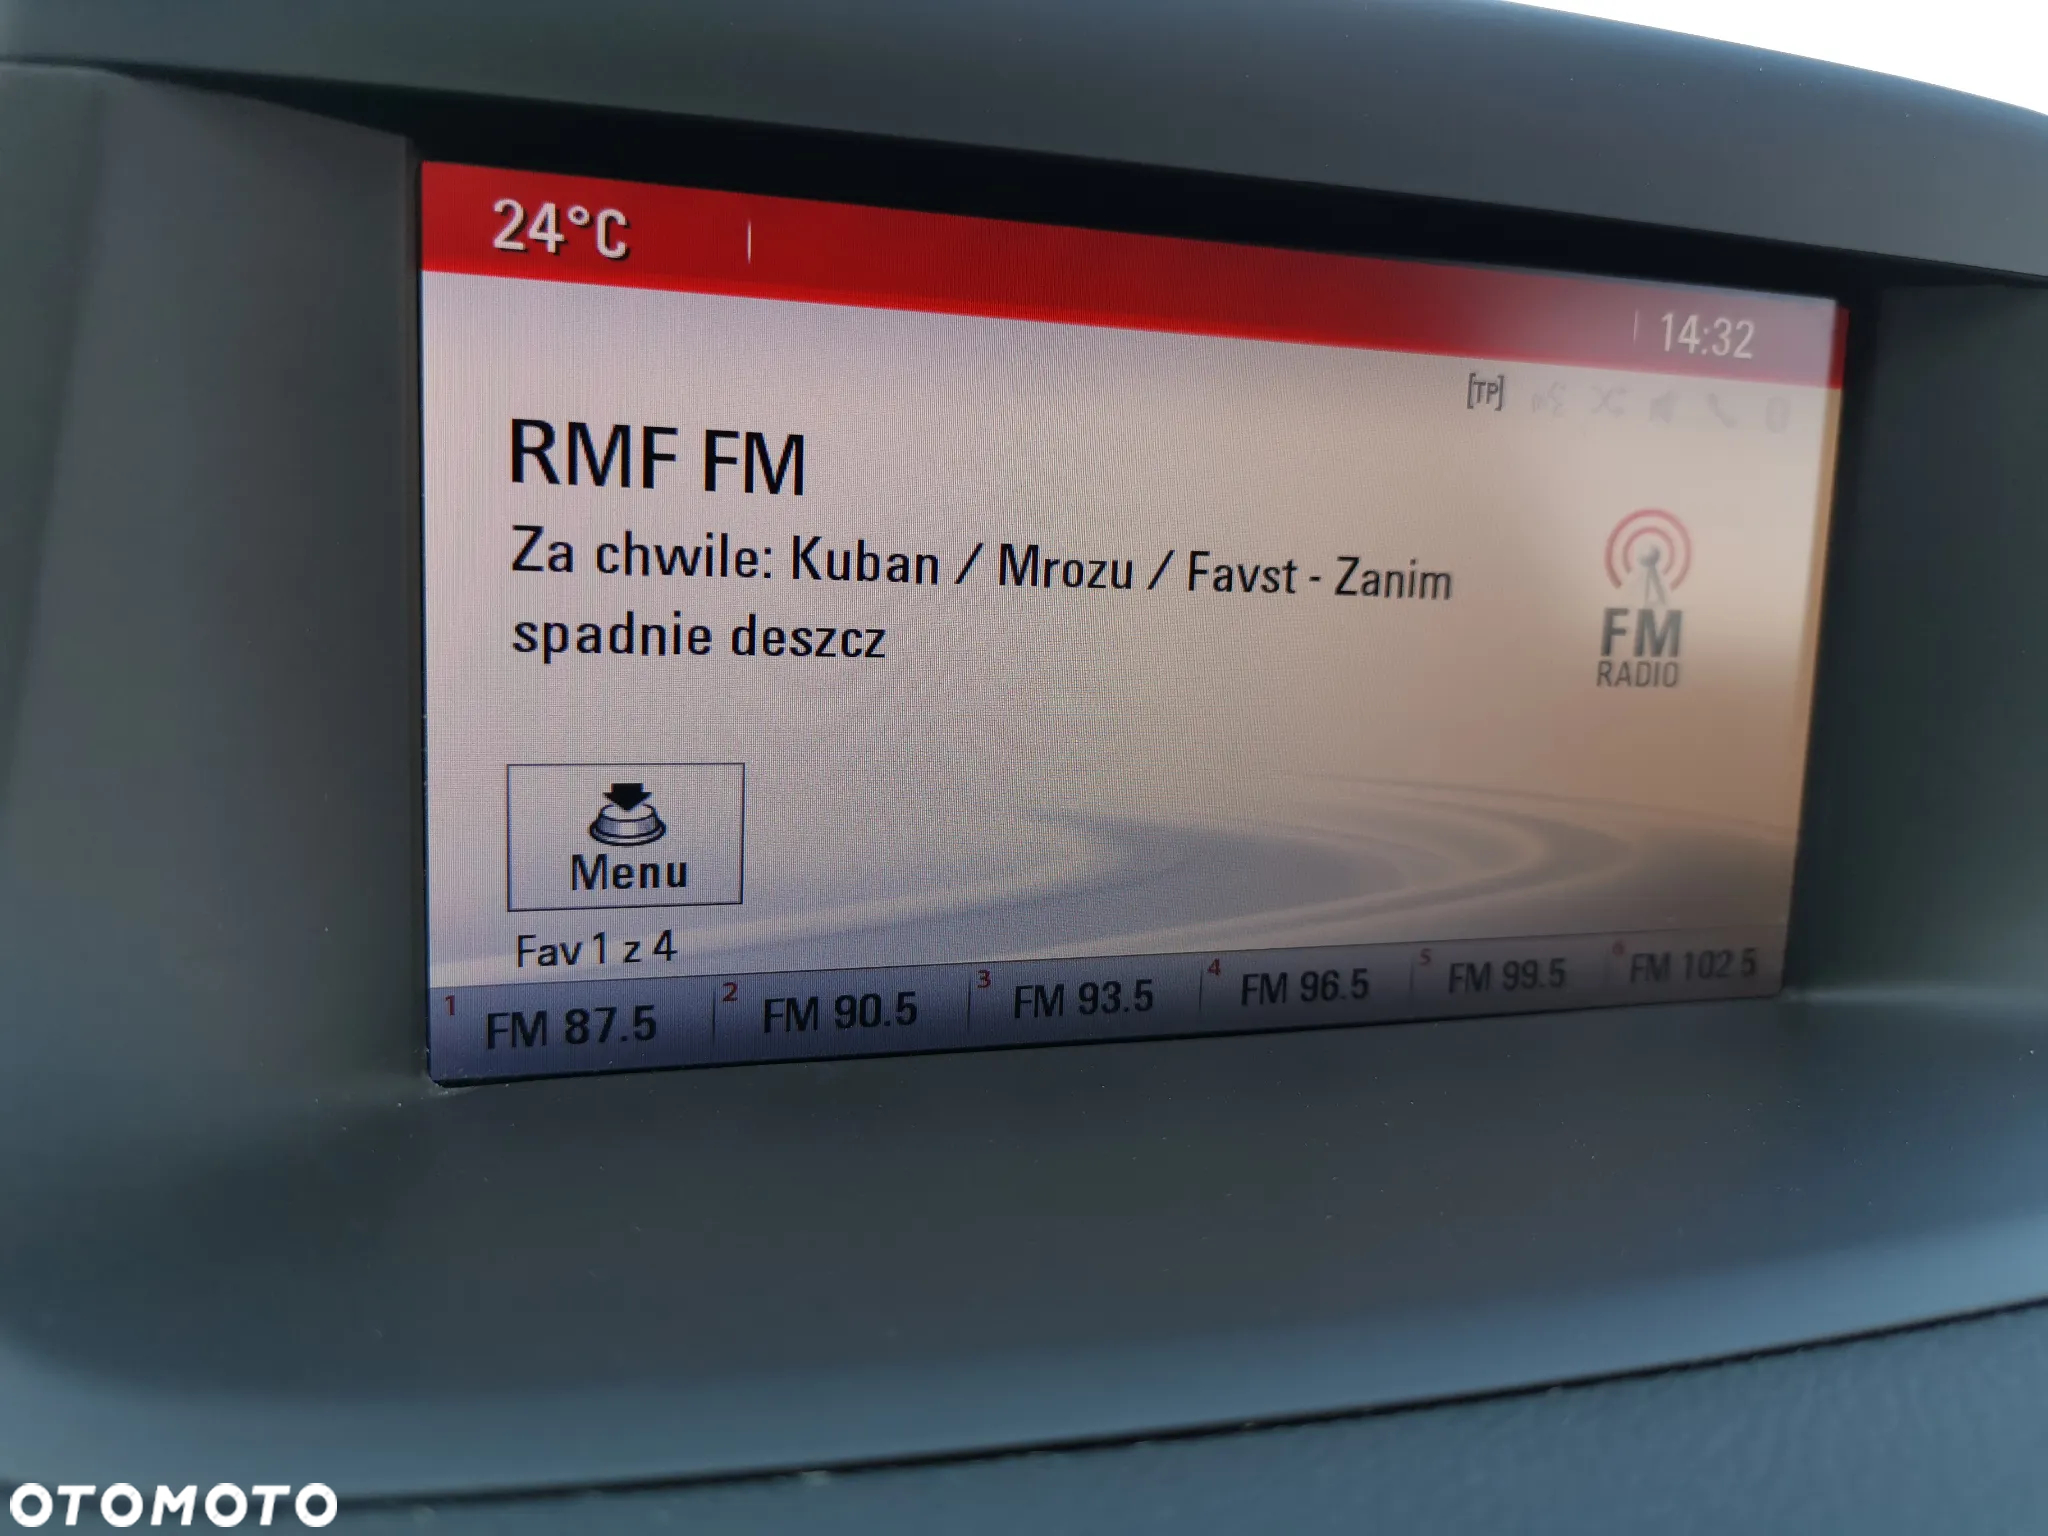 24°C
14:32
[TP]
RMF FM
Za chwile: Kuban / Mrozu / Favst - Zanim
spadnie deszcz
FM
RADIO
Menu
Fav 1 z 4
1 FM 87.5 2 FM 90.5 3 FM 93.5 4 FM 96.5 5 FM 99.5 6 FM 102.5
OTOMOTO